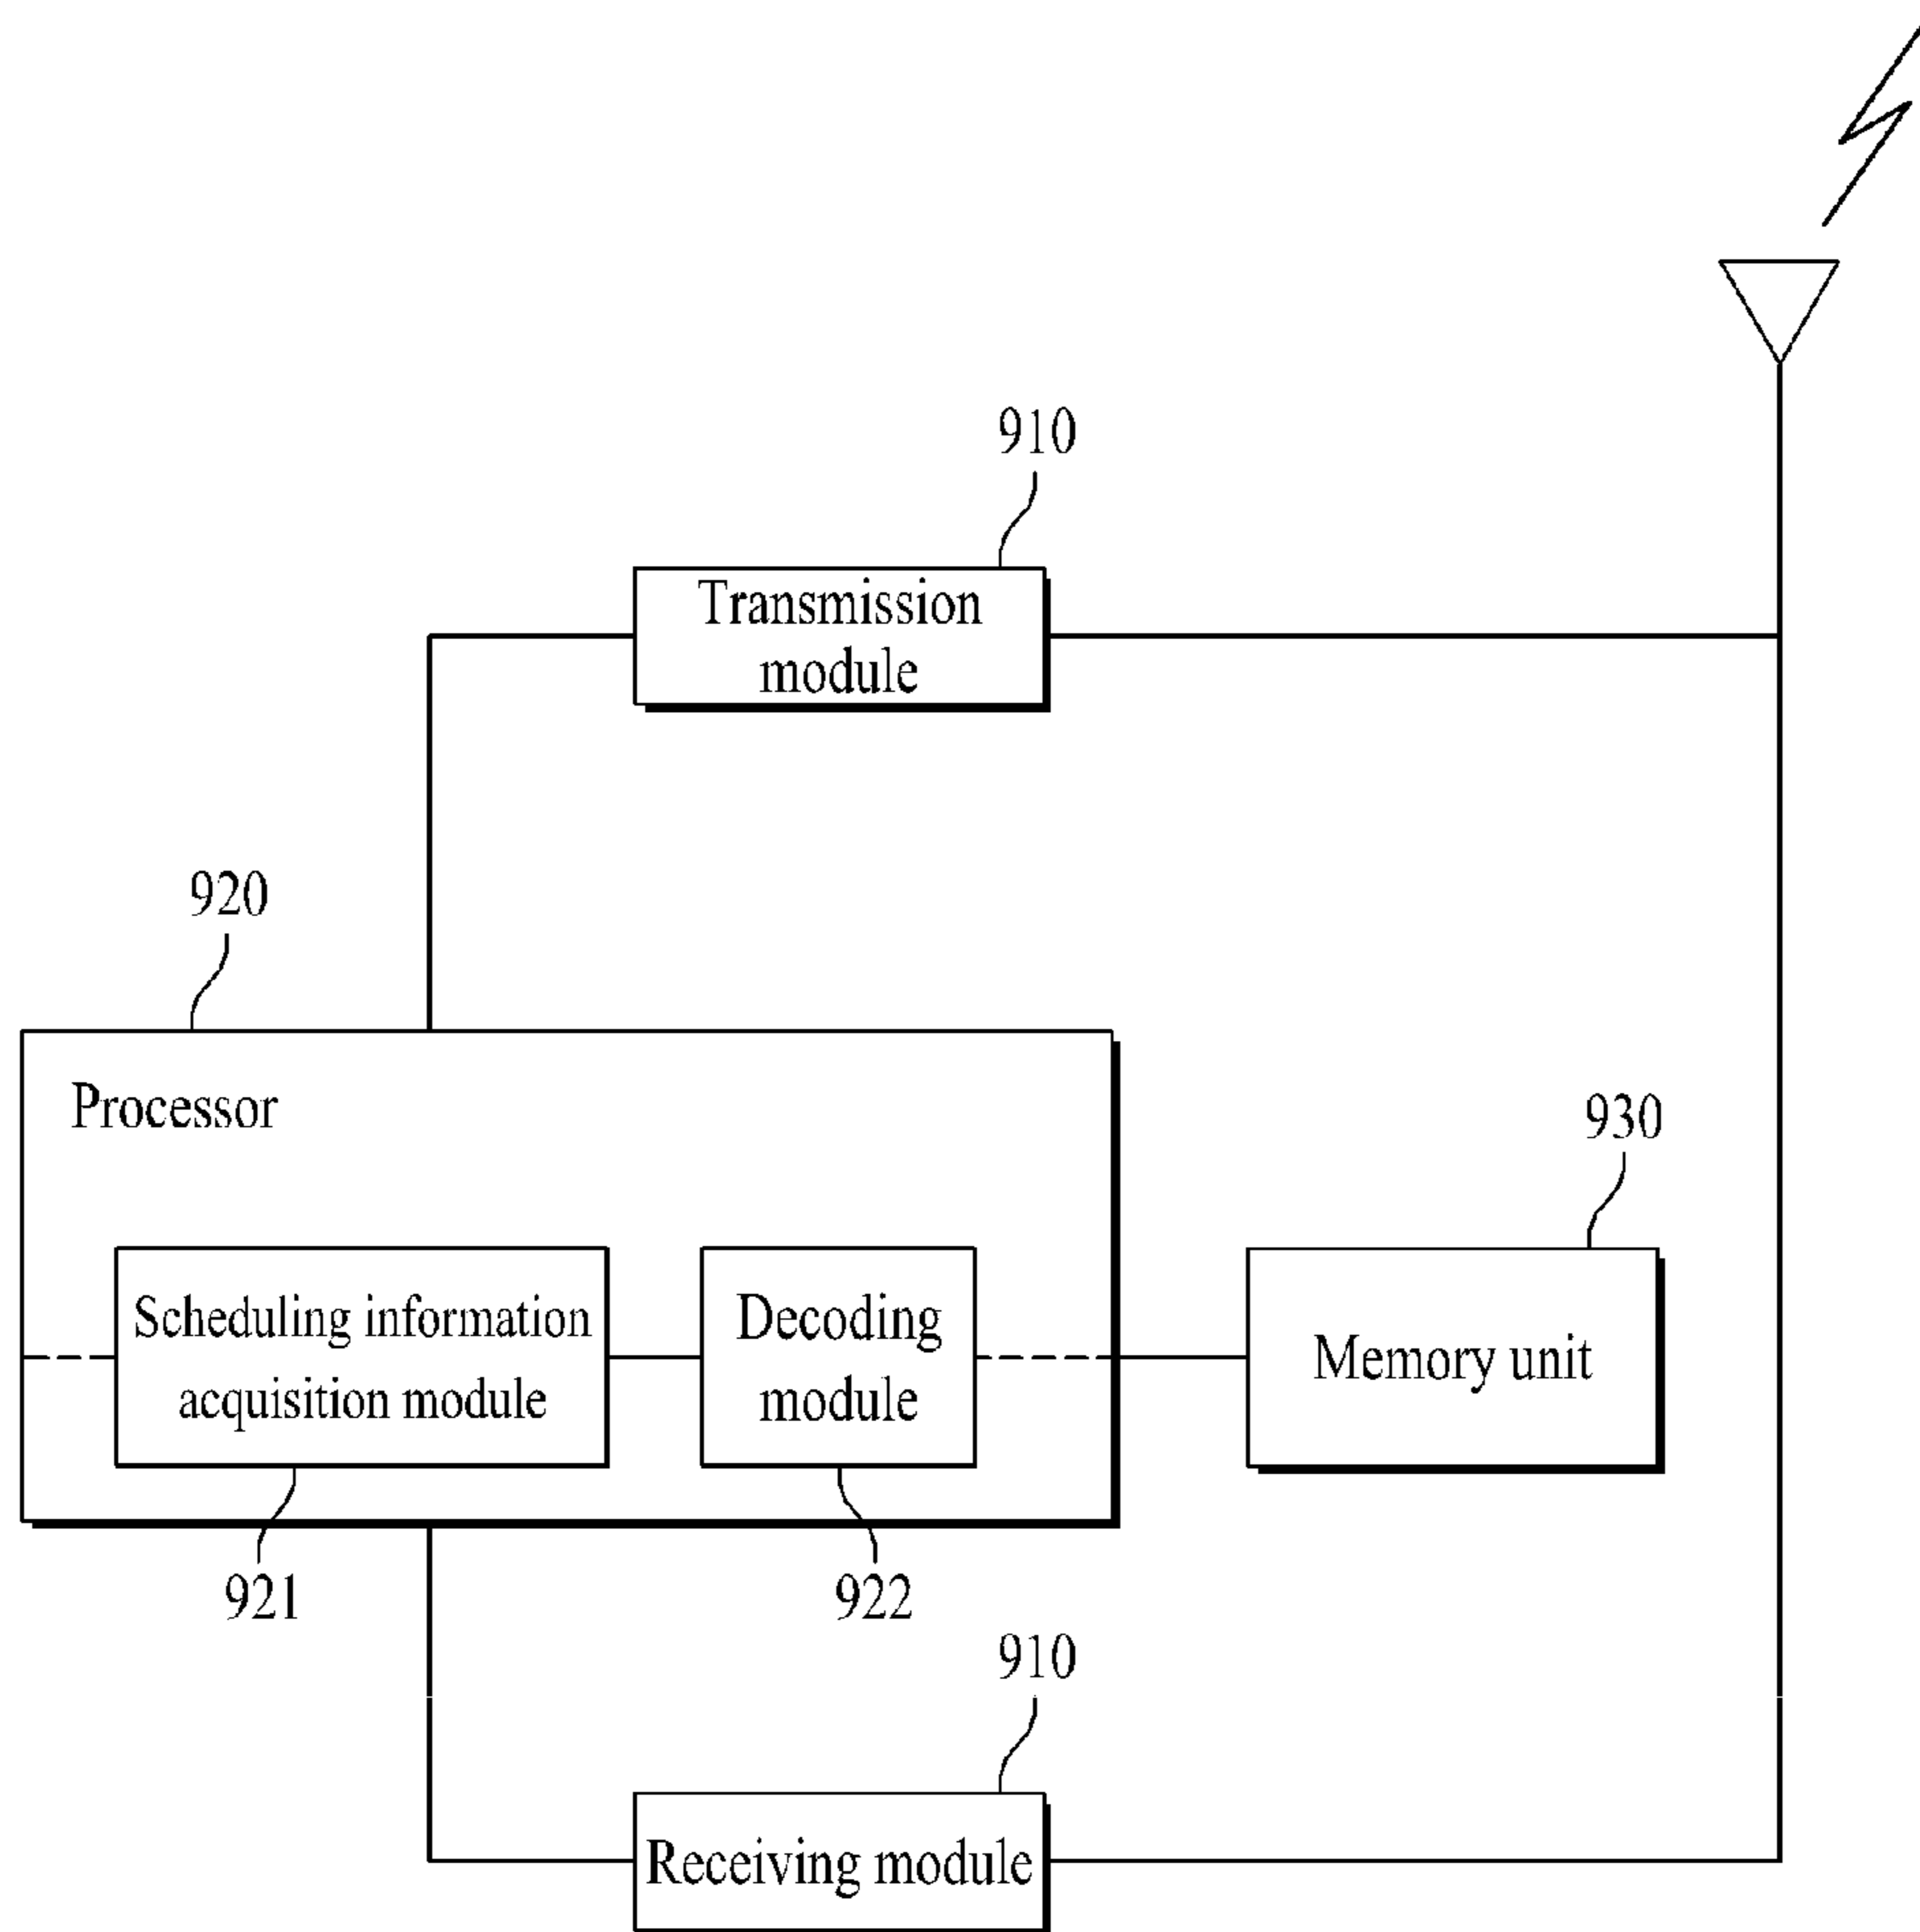 910
Transmission
module
920
Processor
930
Scheduling information
acquisition module
Decoding
module
Memory unit
921
922
910
Receiving module